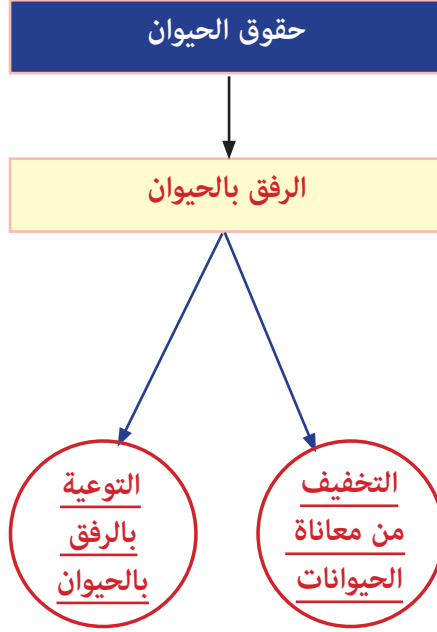 حقوق الحيوان
الرفق بالحيوان
التخفيف
من معاناة
الحيوانات
التوعية
بالرفق
بالحيوان